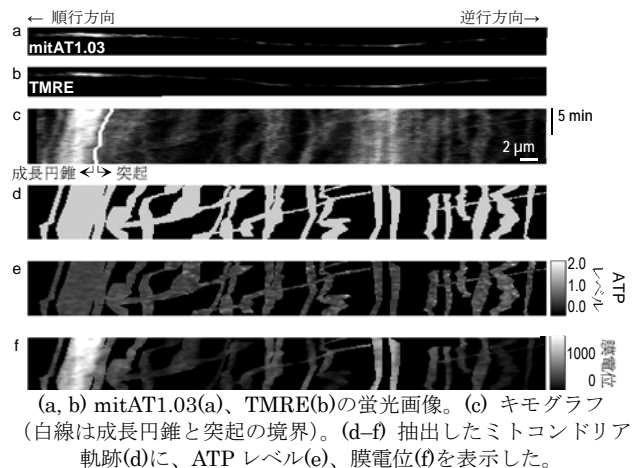 ← 順行方向 逆行方向→
a
mitAT1.03
b
TMRE
c
5 min
2 μm
成長円錐 突起
d
e
2.0
1.0
0.0
ATP
レベル
f
1000
0
膜電位
(a, b) mitAT1.03(a)、TMRE(b)の蛍光画像。(c) キモグラフ
（白線は成長円錐と突起の境界）。(d–f) 抽出したミトコンドリア
軌跡(d)に、ATP レベル(e)、膜電位(f)を表示した。